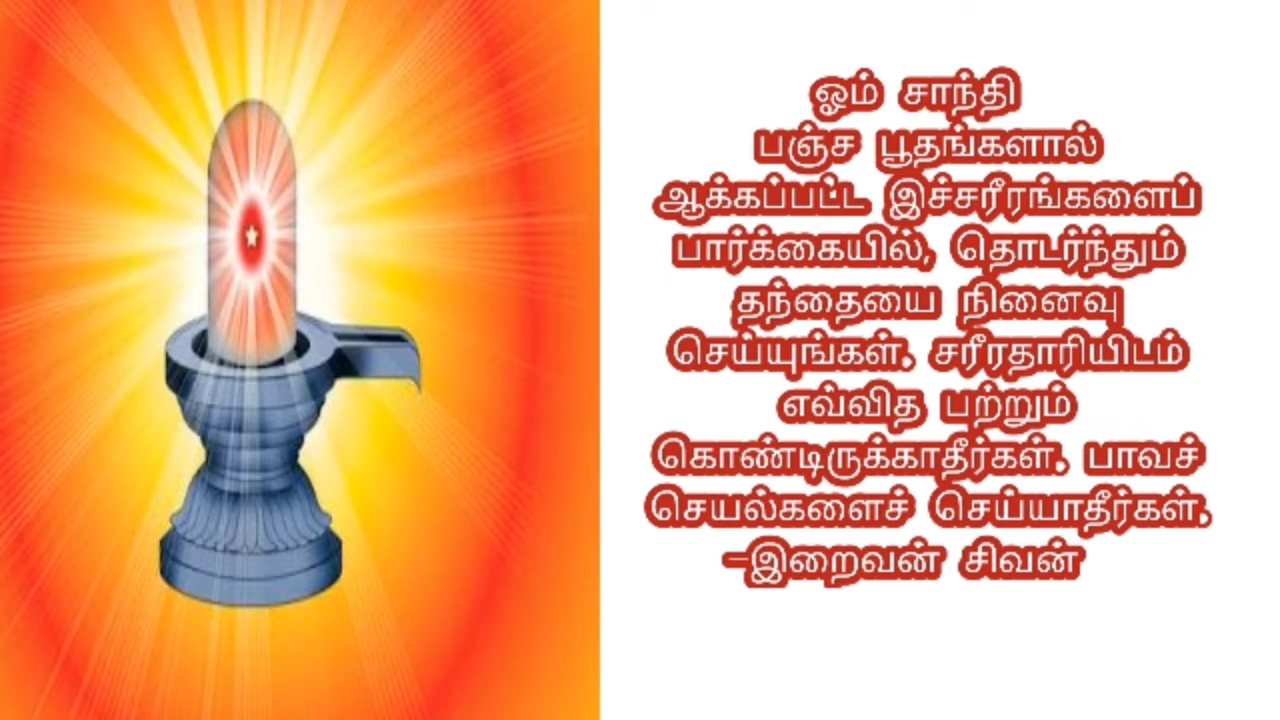 ஓம் சாந்தி
பஞ்ச பூதங்களால்
ஆக்கப்பட்ட இச்சரீரங்களைப்
பார்க்கையில், தொடர்ந்தும்
தந்தையை நினைவு
செய்யுங்கள். சரீரதாரியிடம்
எவ்வித பற்றும்
கொண்டிருக்காதீர்கள். பாவச்
செயல்களைச் செய்யாதீர்கள்.
-இறைவன் சிவன்